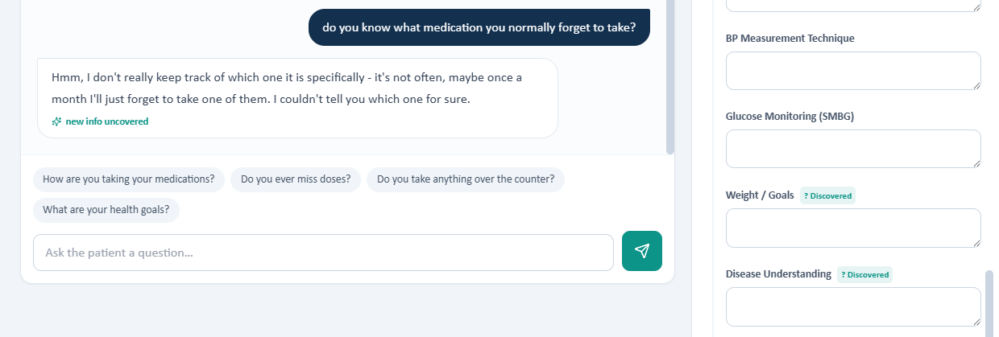 do you know what medication you normally forget to take?
Hmm, I don't really keep track of which one it is specifically - it's not often, maybe once a
month I'll just forget to take one of them. I couldn't tell you which one for sure.
new info uncovered
How are you taking your medications?
Do you ever miss doses?
Do you take anything over the counter?
What are your health goals?
Ask the patient a question...
BP Measurement Technique
Glucose Monitoring (SMBG)
Weight / Goals ? Discovered
Disease Understanding ? Discovered